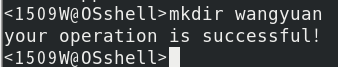 <1509W@OSshell>mkdir wangyuan
your operation is successful!
<1509W@OSshell>